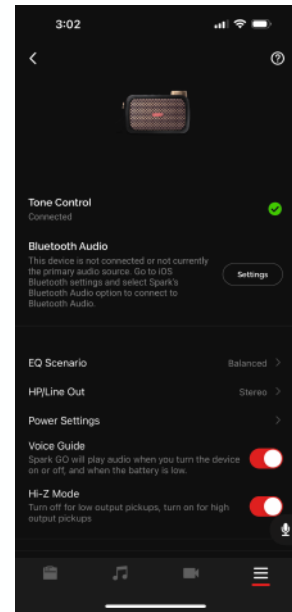 3:02
Tone Control
Connected
Bluetooth Audio
This device is not connected or not currently
the primary audio source. Go to iOS
Bluetooth settings and select Spark's
Bluetooth Audio option to connect to
Bluetooth Audio.
Settings
EQ Scenario
Balanced >
HP/Line Out
Stereo >
Power Settings
>
Voice Guide
Spark GO will play audio when you turn the device
on or off, and when the battery is low.
Hi-Z Mode
Turn off for low output pickups, turn on for high
output pickups